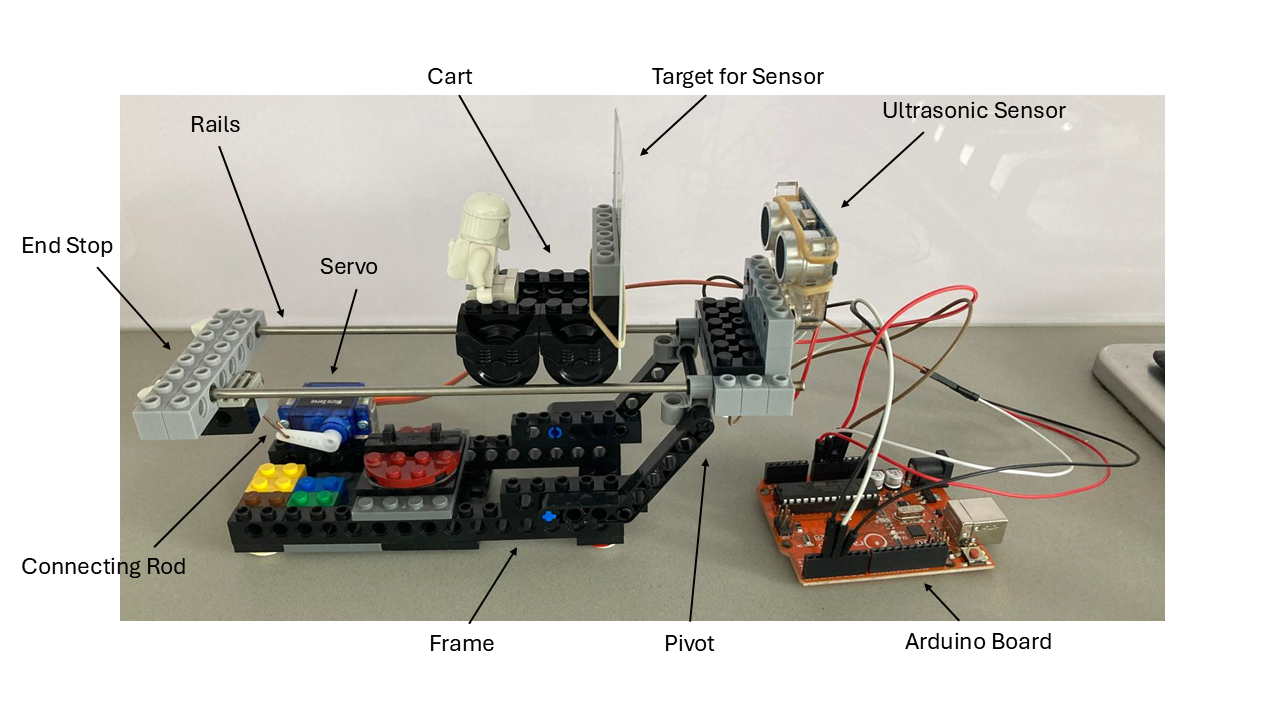 Cart
Target for Sensor
Ultrasonic Sensor
Rails
End Stop
Servo
Micro Servo
Connecting Rod
Frame
Pivot
Arduino Board